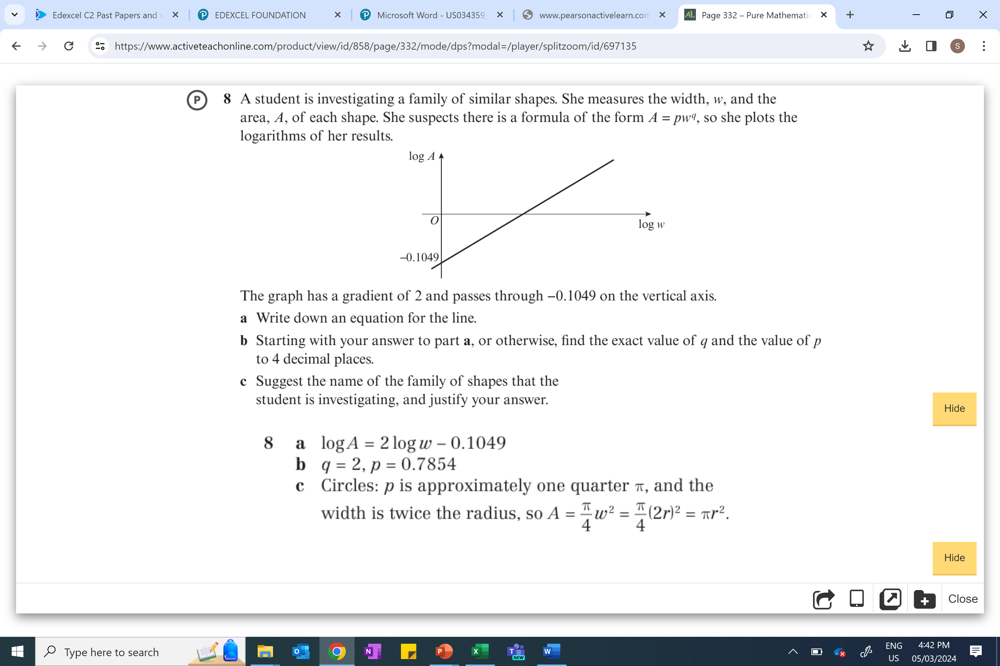 Edexcel C2 Past Papers and
EDEXCEL FOUNDATION
Microsoft Word - US034359_
www.pearsonactivelearn.com
Page 332 – Pure Mathematic
https://www.activeteachonline.com/product/view/id/858/page/332/mode/dps?modal=/player/splitzoom/id/697135
S
P
8 A student is investigating a family of similar shapes. She measures the width, w, and the
area, A, of each shape. She suspects there is a formula of the form A = pw^q, so she plots the
logarithms of her results.
log A
O
log w
–0.1049
The graph has a gradient of 2 and passes through –0.1049 on the vertical axis.
a Write down an equation for the line.
b Starting with your answer to part a, or otherwise, find the exact value of q and the value of p
to 4 decimal places.
c Suggest the name of the family of shapes that the
student is investigating, and justify your answer.
Hide
8 a log A = 2 log w – 0.1049
b q = 2, p = 0.7854
c Circles: p is approximately one quarter π, and the
width is twice the radius, so A = π/4 w² = π/4 (2r)² = πr².
Hide
Close
Type here to search
NEW
ENG
US
4:42 PM
05/03/2024